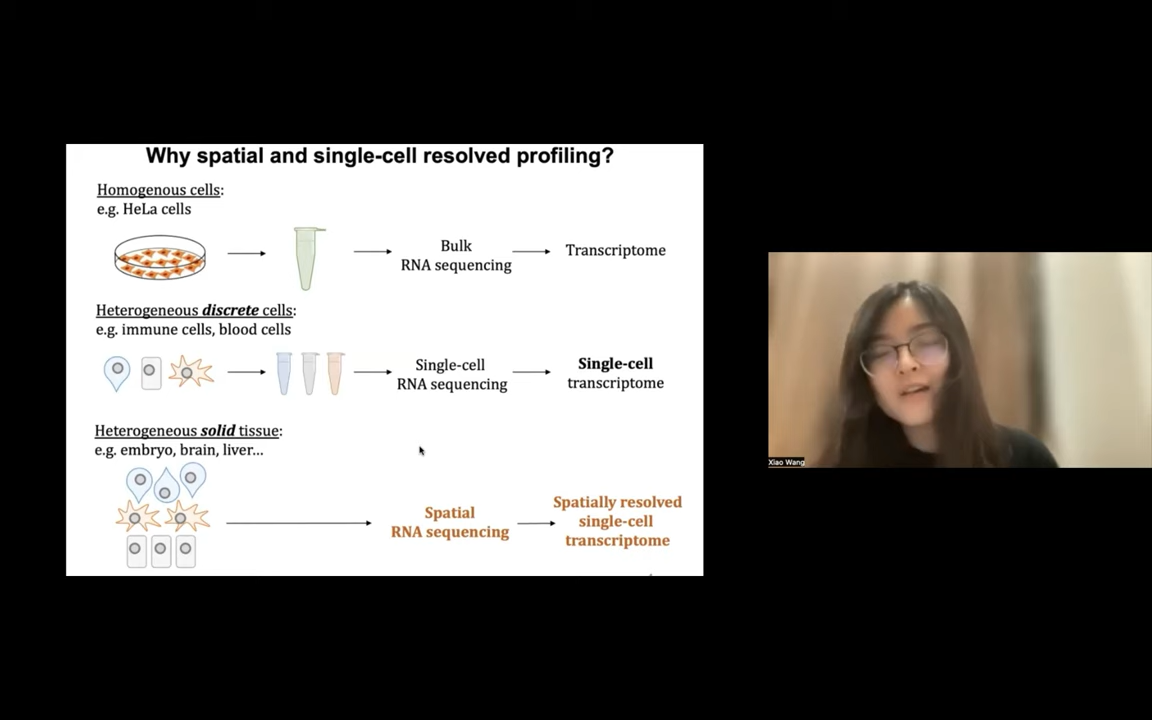 Why spatial and single-cell resolved profiling?
Homogenous cells:
e.g. HeLa cells
Bulk
RNA sequencing
Transcriptome
Heterogeneous discrete cells:
e.g. immune cells, blood cells
Single-cell
RNA sequencing
Single-cell
transcriptome
Heterogeneous solid tissue:
e.g. embryo, brain, liver...
Spatial
RNA sequencing
Spatially resolved
single-cell
transcriptome
Xiao Wang